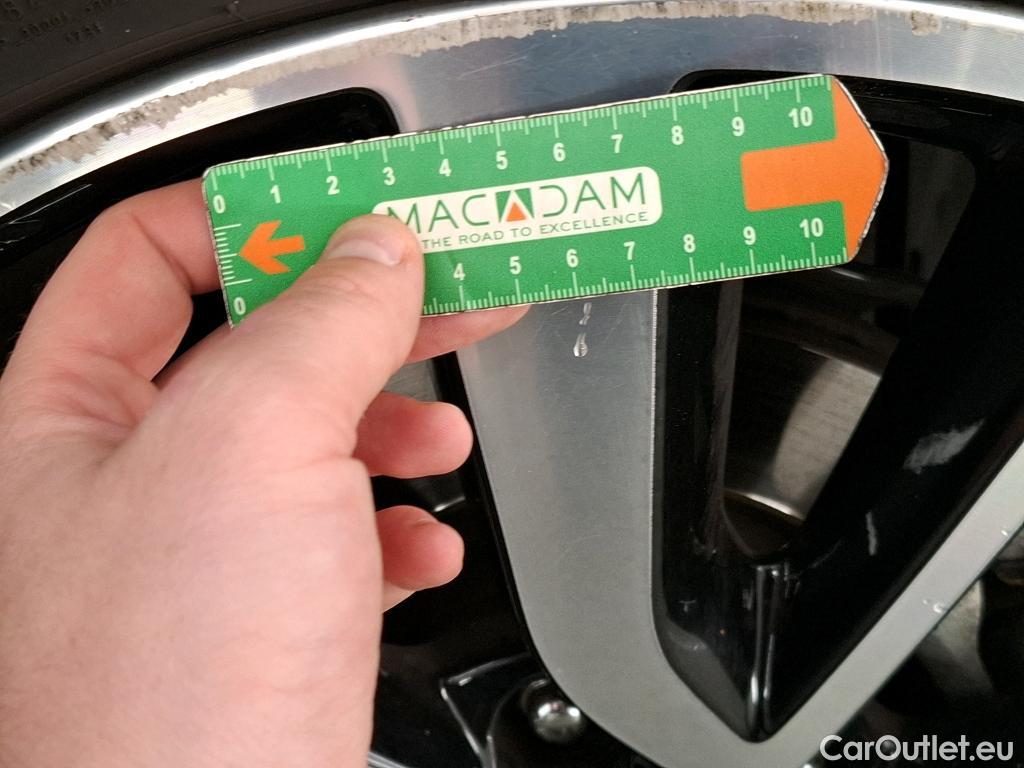 0 1 2 3 4 5 6 7 8 9 10
MACADAM
THE ROAD TO EXCELLENCE
0 4 5 6 7 8 9 10
CarOutlet.eu